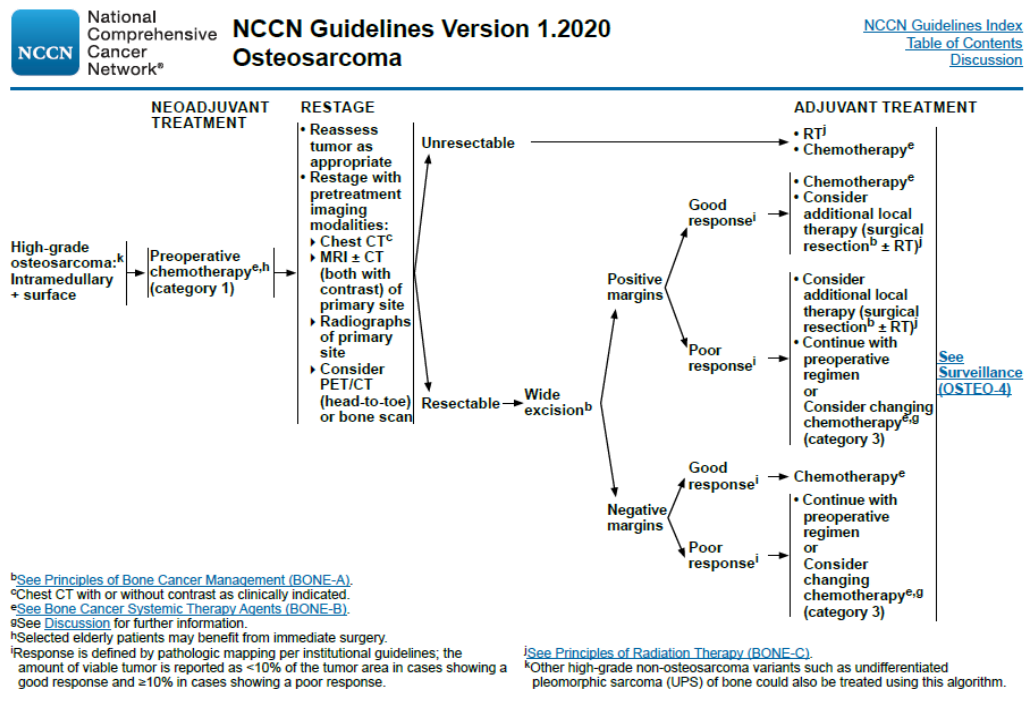 National
Comprehensive
NCCN Cancer
Network®
NCCN Guidelines Version 1.2020
Osteosarcoma
NCCN Guidelines Index
Table of Contents
Discussion
NEOADJUVANT
TREATMENT
RESTAGE
ADJUVANT TREATMENT
High-grade
osteosarcoma:k
Intramedullary
+ surface
Preoperative
chemotherapye,h
(category 1)
• Reassess
tumor as
appropriate
• Restage with
pretreatment
imaging
modalities:
Chest CTc
MRI ± CT
(both with
contrast) of
primary site
Radiographs
of primary
site
Consider
PET/CT
(head-to-toe)
or bone scan
Unresectable
• RTj
• Chemotherapye
Resectable
Wide
excisionb
Positive
margins
Good
responsei
• Chemotherapye
• Consider
additional local
therapy (surgical
resectionb ± RT)j
Poor
responsei
• Consider
additional local
therapy (surgical
resectionb ± RT)j
• Continue with
preoperative
regimen
or
Consider changing
chemotherapye,g
(category 3)
Negative
margins
Good
responsei
Chemotherapye
Poor
responsei
• Continue with
preoperative
regimen
or
Consider
changing
chemotherapye,g
(category 3)
See
Surveillance
(OSTEO-4)
bSee Principles of Bone Cancer Management (BONE-A).
cChest CT with or without contrast as clinically indicated.
eSee Bone Cancer Systemic Therapy Agents (BONE-B).
gSee Discussion for further information.
hSelected elderly patients may benefit from immediate surgery.
iResponse is defined by pathologic mapping per institutional guidelines; the
amount of viable tumor is reported as <10% of the tumor area in cases showing a
good response and ≥10% in cases showing a poor response.
jSee Principles of Radiation Therapy (BONE-C).
kOther high-grade non-osteosarcoma variants such as undifferentiated
pleomorphic sarcoma (UPS) of bone could also be treated using this algorithm.